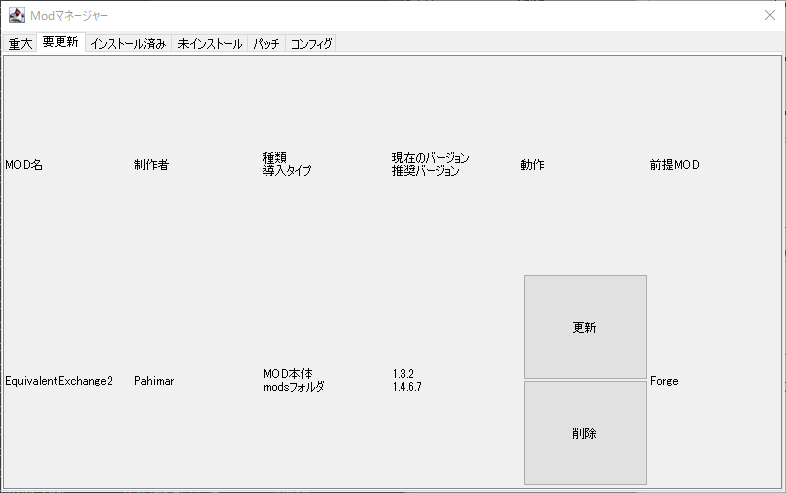 Modマネージャー
重大 要更新 インストール済み 未インストール パッチ コンフィグ
MOD名 制作者 種類 現在のバージョン 動作 前提MOD
導入タイプ 推奨バージョン
更新
EquivalentExchange2 Pahimar MOD本体 1.3.2 Forge
modsフォルダ 1.4.6.7
削除